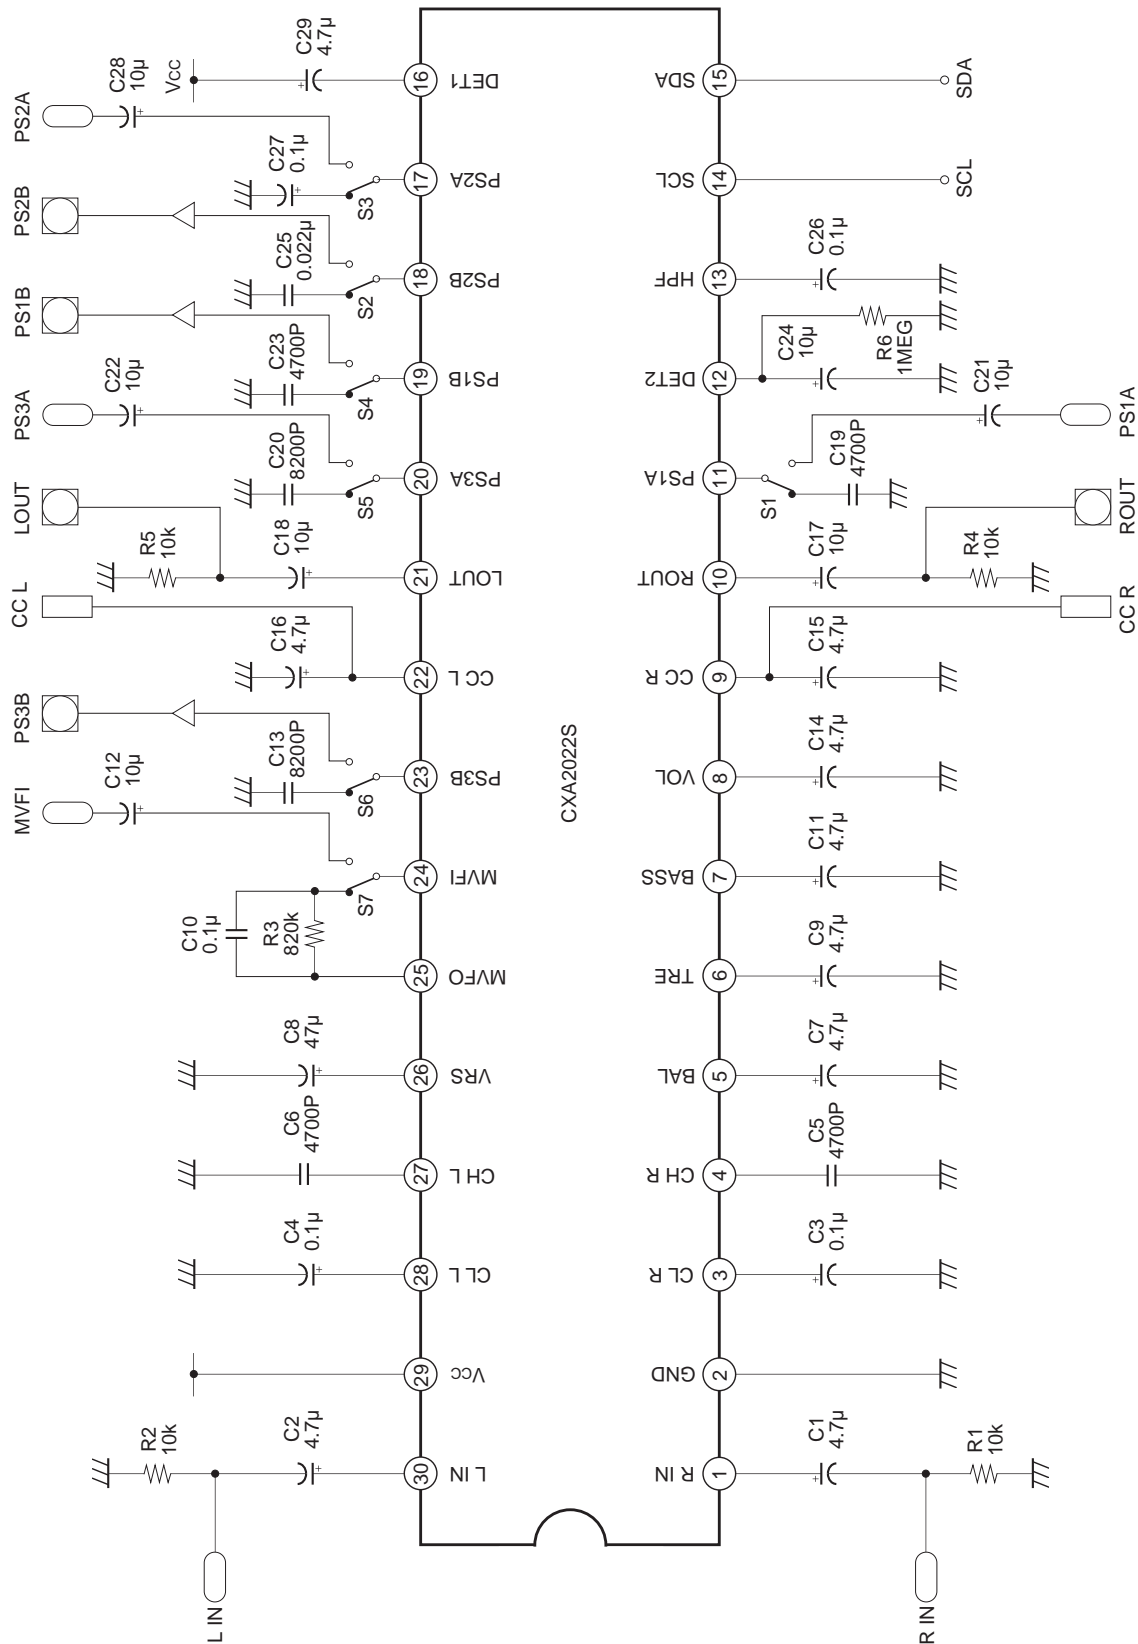 PS2A
PS2B
PS1B
PS3A
LOUT
CC L
PS3B
MVFI
L IN
C28
10µ
Vcc
C29
4.7µ
C27
0.1µ
C25
0.022µ
C23
4700P
C22
10µ
C20
8200P
R5
10k
C18
10µ
C16
4.7µ
C13
8200P
C12
10µ
C10
0.1µ
R3
820k
C8
47µ
C6
4700P
C4
0.1µ
R2
10k
C2
4.7µ
S3
S2
S4
S5
S6
S7
+
+
+
+
+
+
+
+
+
+
16
17
18
19
20
21
22
23
24
25
26
27
28
29
30
DET1
PS2A
PS2B
PS1B
PS3A
LOUT
CC L
PS3B
MVFI
MVFO
VRS
CH L
CL L
Vcc
L IN
CXA2022S
SDA
SCL
HPF
DET2
PS1A
ROUT
CC R
VOL
BASS
TRE
BAL
CH R
CL R
GND
R IN
15
14
13
12
11
10
9
8
7
6
5
4
3
2
1
S1
+
+
+
+
+
+
+
+
+
+
+
+
C26
0.1µ
C24
10µ
R6
1MEG
C21
10µ
C19
4700P
C17
10µ
R4
10k
C15
4.7µ
C14
4.7µ
C11
4.7µ
C9
4.7µ
C7
4.7µ
C5
4700P
C3
0.1µ
C1
4.7µ
R1
10k
SDA
SCL
PS1A
ROUT
CC R
R IN